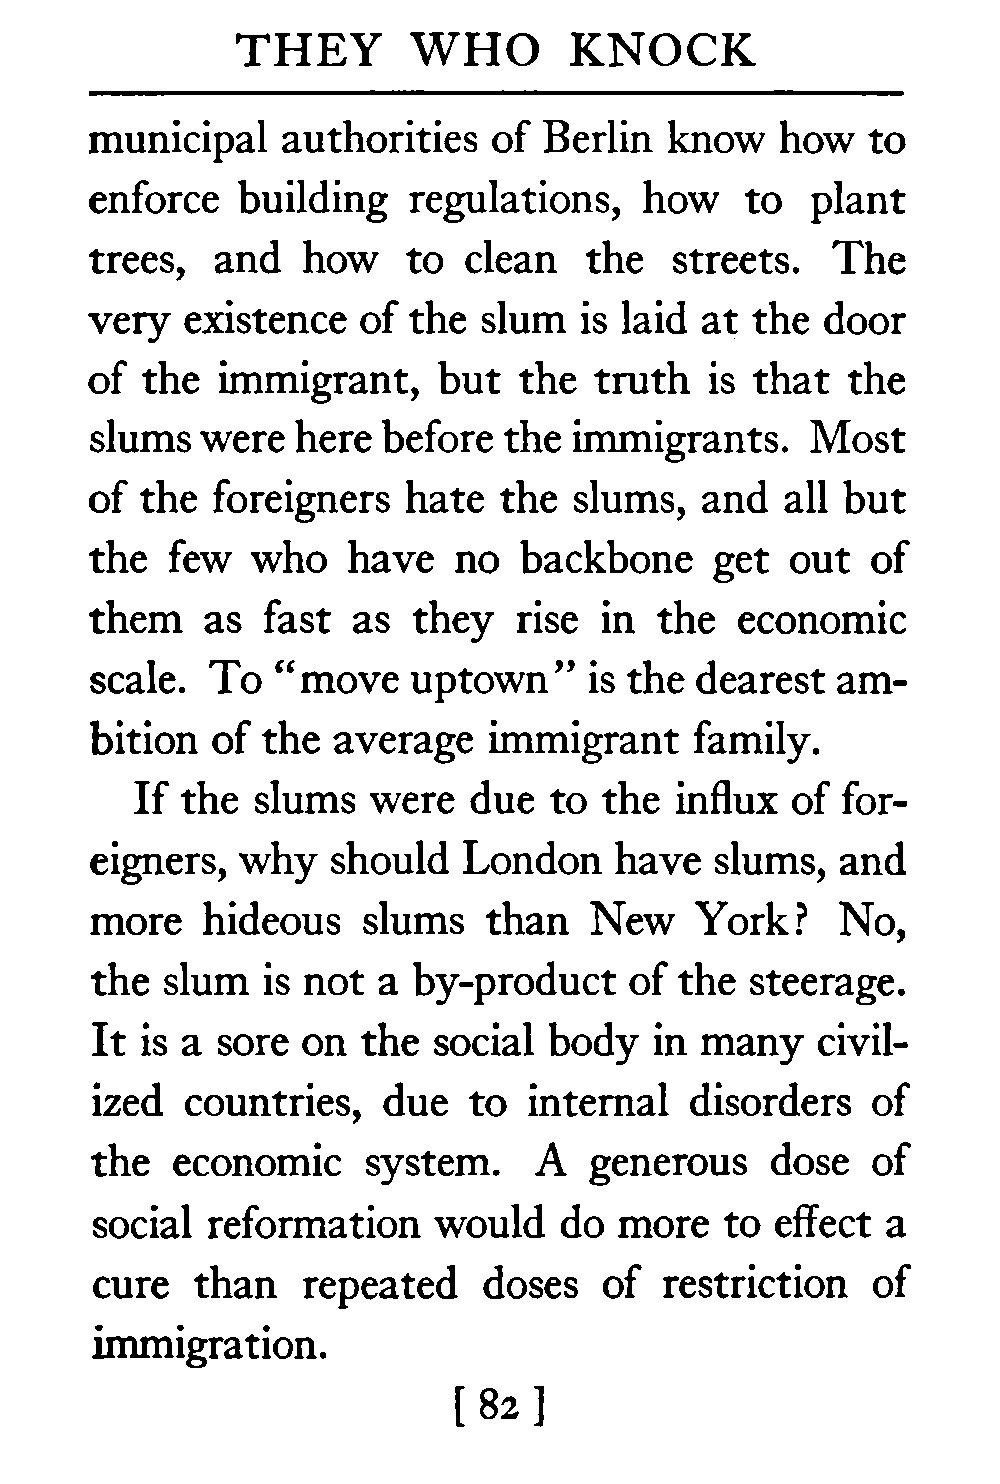 THEY WHO KNOCK
municipal authorities of Berlin know how to
enforce building regulations, how to plant
trees, and how to clean the streets. The
very existence of the slum is laid at the door
of the immigrant, but the truth is that the
slums were here before the immigrants. Most
of the foreigners hate the slums, and all but
the few who have no backbone get out of
them as fast as they rise in the economic
scale. To “move uptown” is the dearest am-
bition of the average immigrant family.
If the slums were due to the influx of for-
eigners, why should London have slums, and
more hideous slums than New York? No,
the slum is not a by-product of the steerage.
It is a sore on the social body in many civil-
ized countries, due to internal disorders of
the economic system. A generous dose of
social reformation would do more to effect a
cure than repeated doses of restriction of
immigration.
[ 82 ]